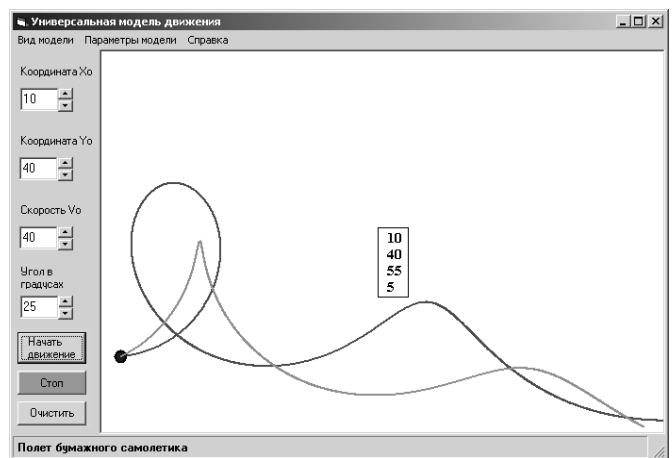 Универсальная модель движения
Вид модели Параметры модели Справка
Координата Xo
10
Координата Yo
40
Скорость Vo
40
Угол в
градусах
25
Начать
движение
Стоп
Очистить
10
40
55
5
Полет бумажного самолетика